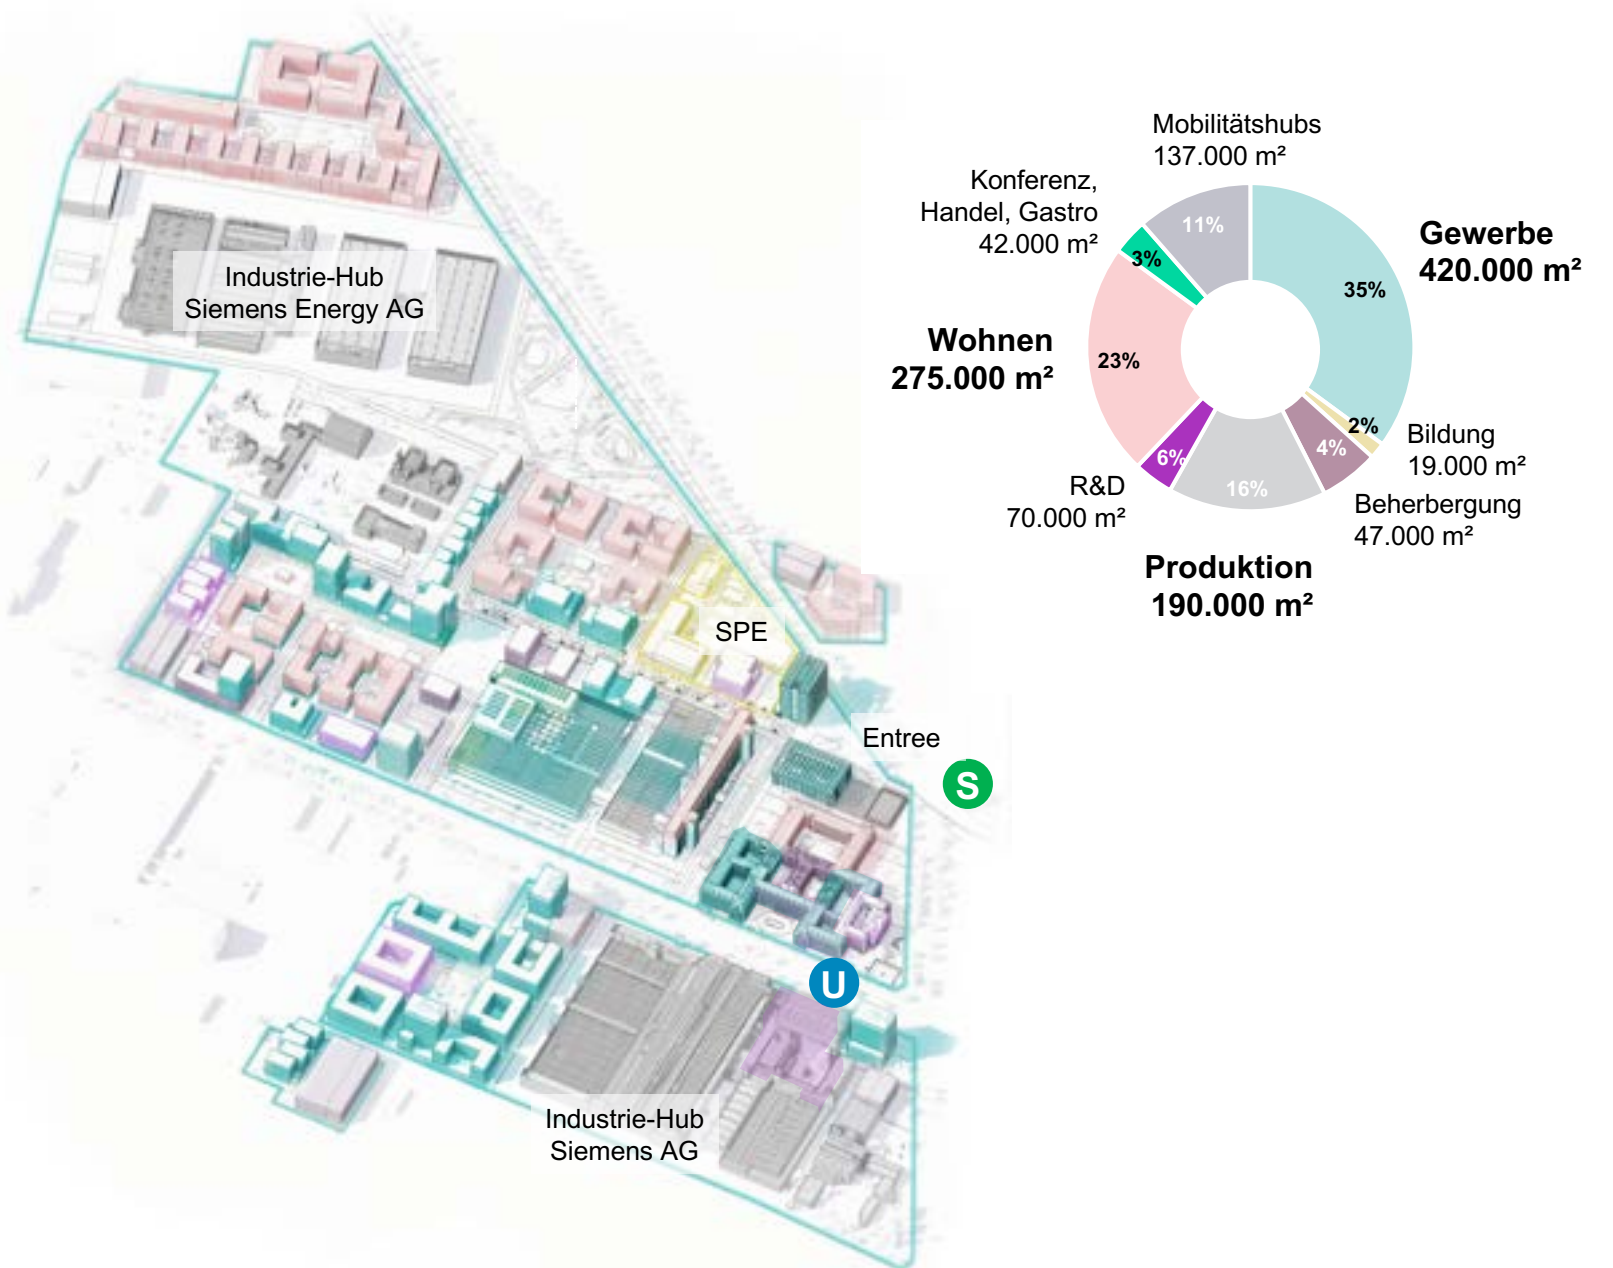 Mobilitätshubs
137.000 m²
Konferenz,
Handel, Gastro
42.000 m²
11%
3%
Gewerbe
420.000 m²
35%
Industrie-Hub
Siemens Energy AG
Wohnen
275.000 m²
23%
2%
Bildung
19.000 m²
4%
6%
16%
R&D
70.000 m²
Beherbergung
47.000 m²
Produktion
190.000 m²
SPE
Entree
S
U
Industrie-Hub
Siemens AG